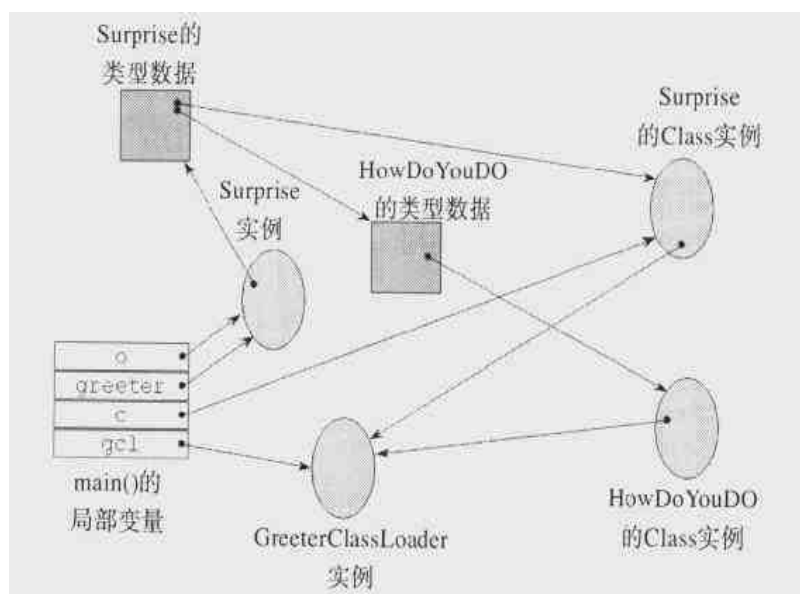 Surprise的
类型数据
Surprise
的Class实例
HowDoYouDO
的类型数据
Surprise
实例
o
greeter
c
gcl
main()的
局部变量
GreeterClassLoader
实例
HowDoYouDO
的Class实例